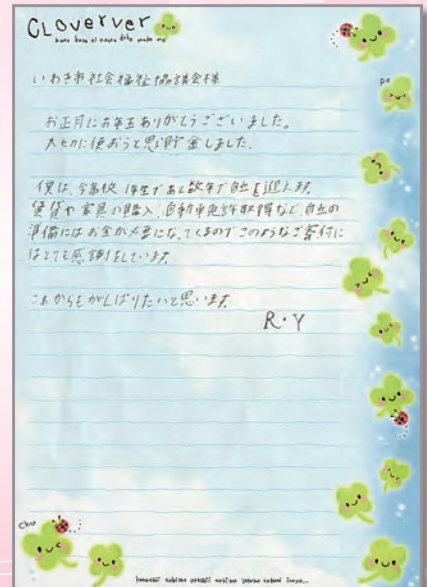 CLoverver
いわき市社会福祉協議会様
お正月にお年玉ありがとうございました。
大切に使おうと思い貯金しました。
僕は、今高校1年生であと数年で自立を迎えます。
賃貸や家具の購入、自動車免許取得など、自立の
準備にはお金が必要になってくるのでこのようなご寄付に
はとても感謝をしています。
これからもがんばりたいと思います。
R・Y
po
chu